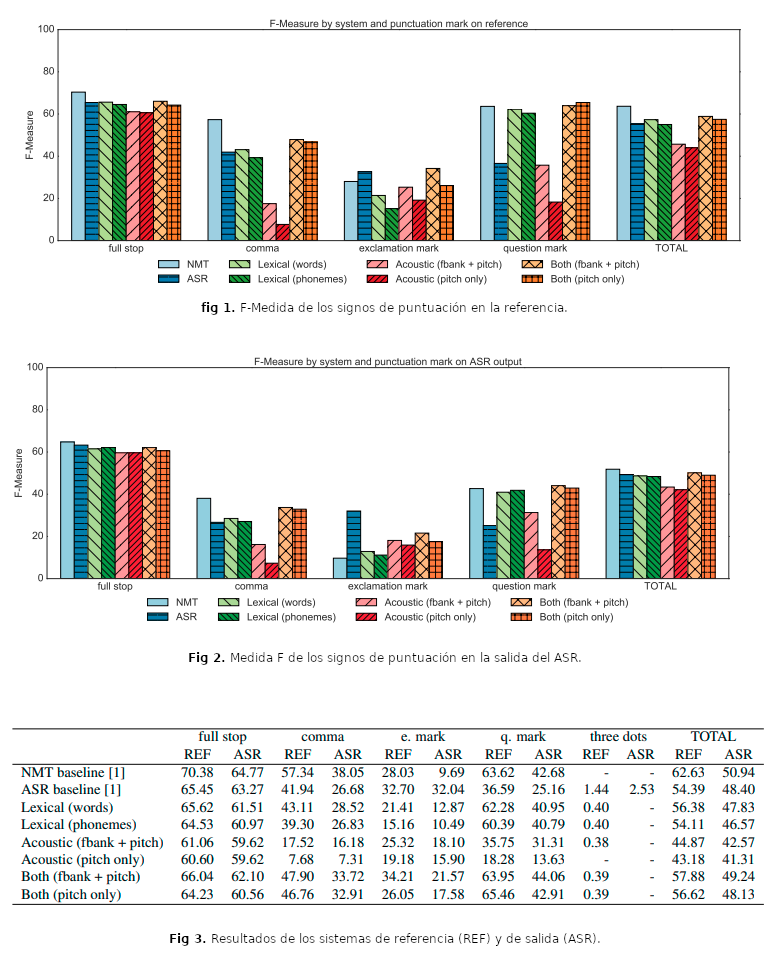 F-Measure by system and punctuation mark on reference
F-Measure
100
80
60
40
20
0
full stop comma exclamation mark question mark TOTAL
NMT Lexical (words) Acoustic (fbank + pitch) Both (fbank + pitch)
ASR Lexical (phonemes) Acoustic (pitch only) Both (pitch only)
fig 1. F-Medida de los signos de puntuación en la referencia.
F-Measure by system and punctuation mark on ASR output
F-Measure
100
80
60
40
20
0
full stop comma exclamation mark question mark TOTAL
NMT Lexical (words) Acoustic (fbank + pitch) Both (fbank + pitch)
ASR Lexical (phonemes) Acoustic (pitch only) Both (pitch only)
Fig 2. Medida F de los signos de puntuación en la salida del ASR.
full stop comma e. mark q. mark three dots TOTAL
REF ASR REF ASR REF ASR REF ASR REF ASR REF ASR
NMT baseline [1] 70.38 64.77 57.34 38.05 28.03 9.69 63.62 42.68 - - 62.63 50.94
ASR baseline [1] 65.45 63.27 41.94 26.68 32.70 32.04 36.59 25.16 1.44 2.53 54.39 48.40
Lexical (words) 65.62 61.51 43.11 28.52 21.41 12.87 62.28 40.95 0.40 - 56.38 47.83
Lexical (phonemes) 64.53 60.97 39.30 26.83 15.16 10.49 60.39 40.79 0.40 - 54.11 46.57
Acoustic (fbank + pitch) 61.06 59.62 17.52 16.18 25.32 18.10 35.75 31.31 0.38 - 44.87 42.57
Acoustic (pitch only) 60.60 59.62 7.68 7.31 19.18 15.90 18.28 13.63 - - 43.18 41.31
Both (fbank + pitch) 66.04 62.10 47.90 33.72 34.21 21.57 63.95 44.06 0.39 - 57.88 49.24
Both (pitch only) 64.23 60.56 46.76 32.91 26.05 17.58 65.46 42.91 0.39 - 56.62 48.13
Fig 3. Resultados de los sistemas de referencia (REF) y de salida (ASR).